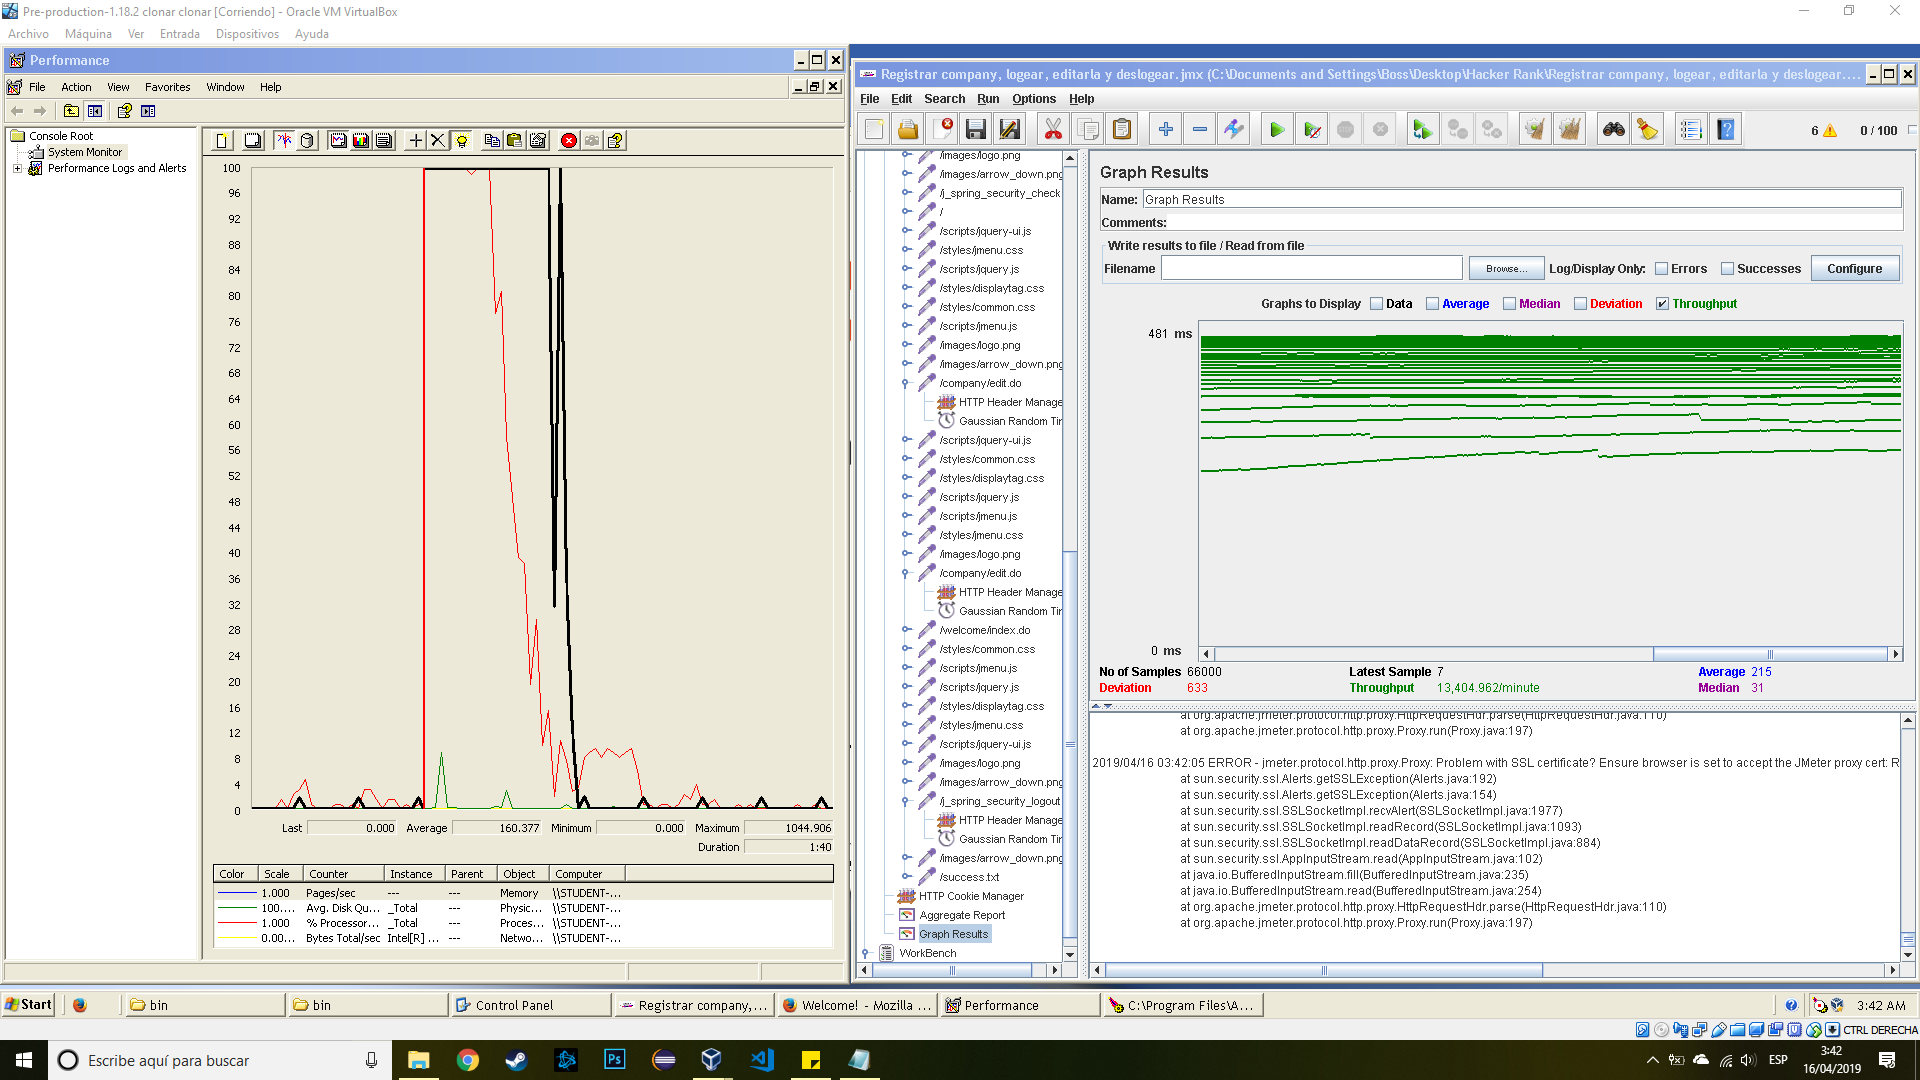 Pre-production-1.18.2 clonar clonar [Corriendo] - Oracle VM VirtualBox
Archivo Máquina Ver Entrada Dispositivos Ayuda
Performance
File Action View Favorites Window Help
Console Root
System Monitor
Performance Logs and Alerts
100
96
92
88
84
80
76
72
68
64
60
56
52
48
44
40
36
32
28
24
20
16
12
8
4
0
Last 0.000 Average 160.377 Minimum 0.000 Maximum 1044.906
Duration 1:40
Color Scale Counter Instance Parent Object Computer
1.000 Pages/sec --- --- Memory \\STUDENT-...
100.... Avg. Disk Qu... _Total --- Physic... \\STUDENT-...
1.000 % Processor... _Total --- Proces... \\STUDENT-...
0.00... Bytes Total/sec Intel[R] ... --- Netwo... \\STUDENT-...
Registrar company, logear, editarla y deslogear.jmx (C:\Documents and Settings\Boss\Desktop\Hacker Rank\Registrar company, logear, editarla y deslogear....
File Edit Search Run Options Help
6 0 / 100
/images/logo.png
/images/arrow_down.png
/j_spring_security_check
/
/scripts/jquery-ui.js
/styles/jmenu.css
/scripts/jquery.js
/styles/displaytag.css
/styles/common.css
/scripts/jmenu.js
/images/logo.png
/images/arrow_down.png
/company/edit.do
HTTP Header Manage
Gaussian Random Tir
/scripts/jquery-ui.js
/styles/common.css
/styles/displaytag.css
/scripts/jquery.js
/scripts/jmenu.js
/styles/jmenu.css
/images/logo.png
/company/edit.do
HTTP Header Manage
Gaussian Random Tir
/welcome/index.do
/styles/common.css
/scripts/jmenu.js
/scripts/jquery.js
/styles/displaytag.css
/styles/jmenu.css
/scripts/jquery-ui.js
/images/logo.png
/images/arrow_down.png
/j_spring_security_logout
HTTP Header Manage
Gaussian Random Tir
/images/arrow_down.png
/success.txt
HTTP Cookie Manager
Aggregate Report
Graph Results
WorkBench
Graph Results
Name: Graph Results
Comments:
Write results to file / Read from file
Filename Browse... Log/Display Only: Errors Successes Configure
Graphs to Display Data Average Median Deviation Throughput
481 ms
0 ms
No of Samples 66000 Latest Sample 7 Average 215
Deviation 633 Throughput 13,404.962/minute Median 31
at org.apache.jmeter.protocol.http.proxy.HttpRequestHdr.parse(HttpRequestHdr.java:110)
at org.apache.jmeter.protocol.http.proxy.Proxy.run(Proxy.java:197)
2019/04/16 03:42:05 ERROR - jmeter.protocol.http.proxy.Proxy: Problem with SSL certificate? Ensure browser is set to accept the JMeter proxy cert: R
at sun.security.ssl.Alerts.getSSLException(Alerts.java:192)
at sun.security.ssl.Alerts.getSSLException(Alerts.java:154)
at sun.security.ssl.SSLSocketImpl.recvAlert(SSLSocketImpl.java:1977)
at sun.security.ssl.SSLSocketImpl.readRecord(SSLSocketImpl.java:1093)
at sun.security.ssl.SSLSocketImpl.readDataRecord(SSLSocketImpl.java:884)
at sun.security.ssl.AppInputStream.read(AppInputStream.java:102)
at java.io.BufferedInputStream.fill(BufferedInputStream.java:235)
at java.io.BufferedInputStream.read(BufferedInputStream.java:254)
at org.apache.jmeter.protocol.http.proxy.HttpRequestHdr.parse(HttpRequestHdr.java:110)
at org.apache.jmeter.protocol.http.proxy.Proxy.run(Proxy.java:197)
Start bin bin Control Panel Registrar company,... Welcome! - Mozilla ... Performance C:\Program Files\A... 3:42 AM
CTRL DERECHA
Escribe aquí para buscar
Ps
ESP
3:42
16/04/2019